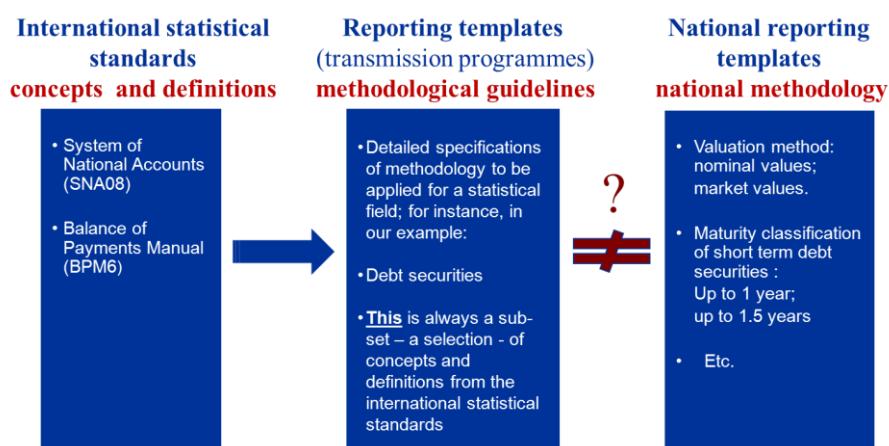 International statistical
standards
concepts and definitions
• System of
National Accounts
(SNA08)
• Balance of
Payments Manual
(BPM6)
Reporting templates
(transmission programmes)
methodological guidelines
• Detailed specifications
of methodology to be
applied for a statistical
field; for instance, in
our example:
• Debt securities
• This is always a sub-
set – a selection - of
concepts and
definitions from the
international statistical
standards
?
≠
National reporting
templates
national methodology
• Valuation method:
nominal values;
market values.
• Maturity classification
of short term debt
securities :
Up to 1 year;
up to 1.5 years
• Etc.